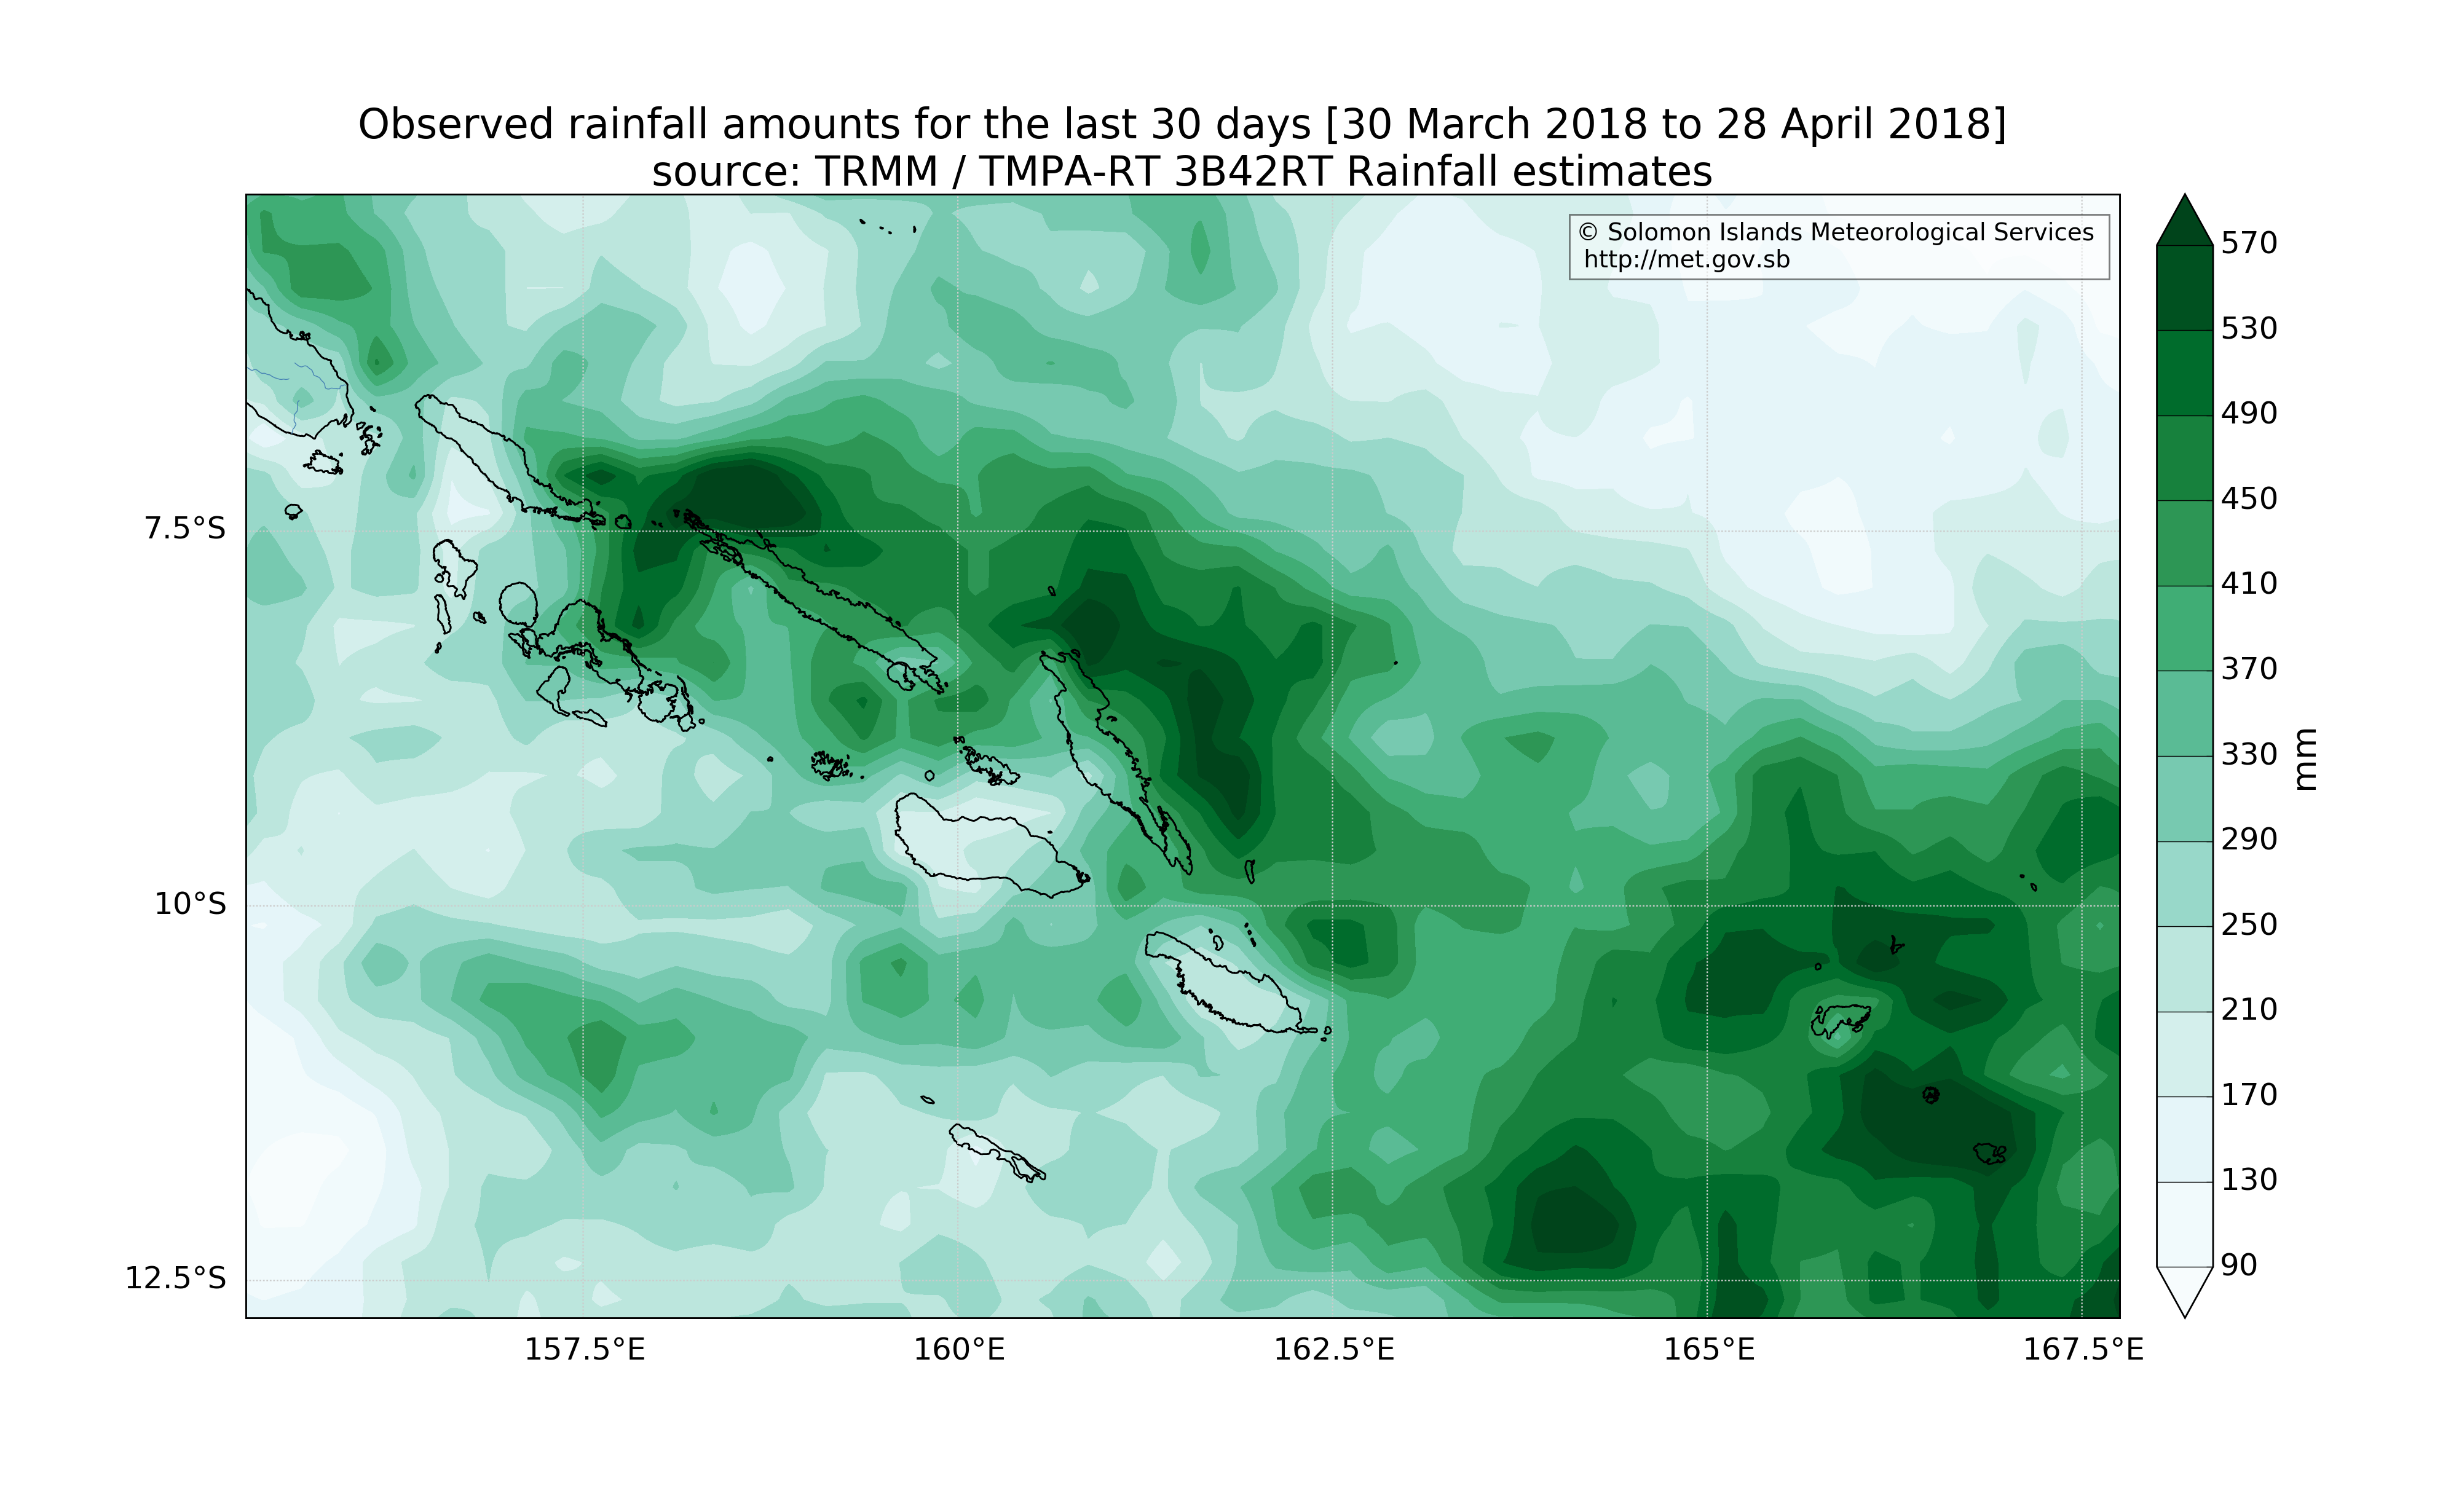 Observed rainfall amounts for the last 30 days [30 March 2018 to 28 April 2018]
source: TRMM / TMPA-RT 3B42RT Rainfall estimates
© Solomon Islands Meteorological Services
http://met.gov.sb
7.5°S
10°S
12.5°S
157.5°E
160°E
162.5°E
165°E
167.5°E
570
530
490
450
410
370
330
290
250
210
170
130
90
mm